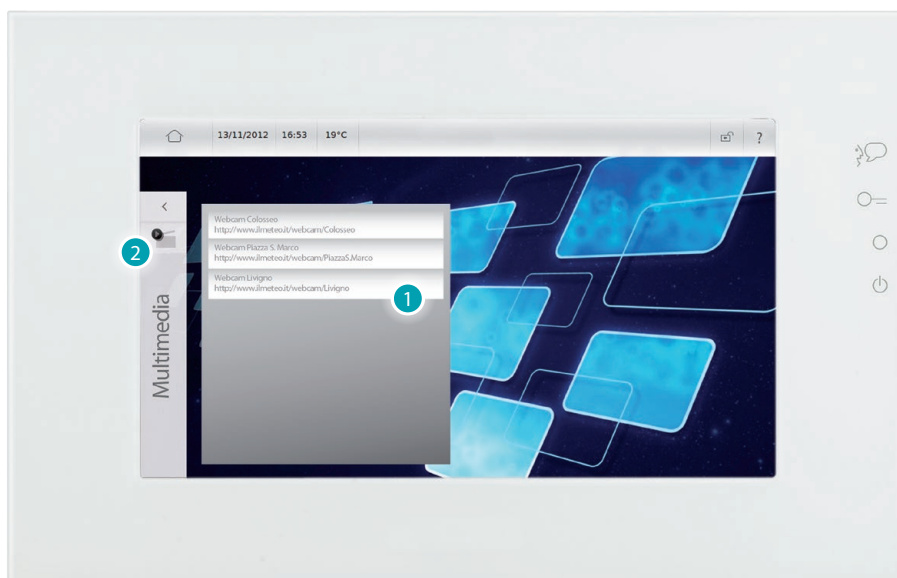 13/11/2012 16:53 19°C ?
<
Webcam Colosseo
http://www.ilmeteo.it/webcam/Colosseo
2
Webcam Piazza S. Marco
http://www.ilmeteo.it/webcam/PiazzaS.Marco
Webcam Livigno
http://www.ilmeteo.it/webcam/Livigno
1
Multimedia